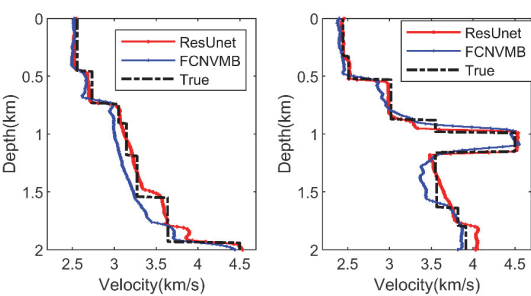 0
0.5
1
1.5
2
Depth(km)
2.5 3 3.5 4 4.5
Velocity(km/s)
ResUnet
FCNVMB
True
0
0.5
1
1.5
2
Depth(km)
2.5 3 3.5 4 4.5
Velocity(km/s)
ResUnet
FCNVMB
True